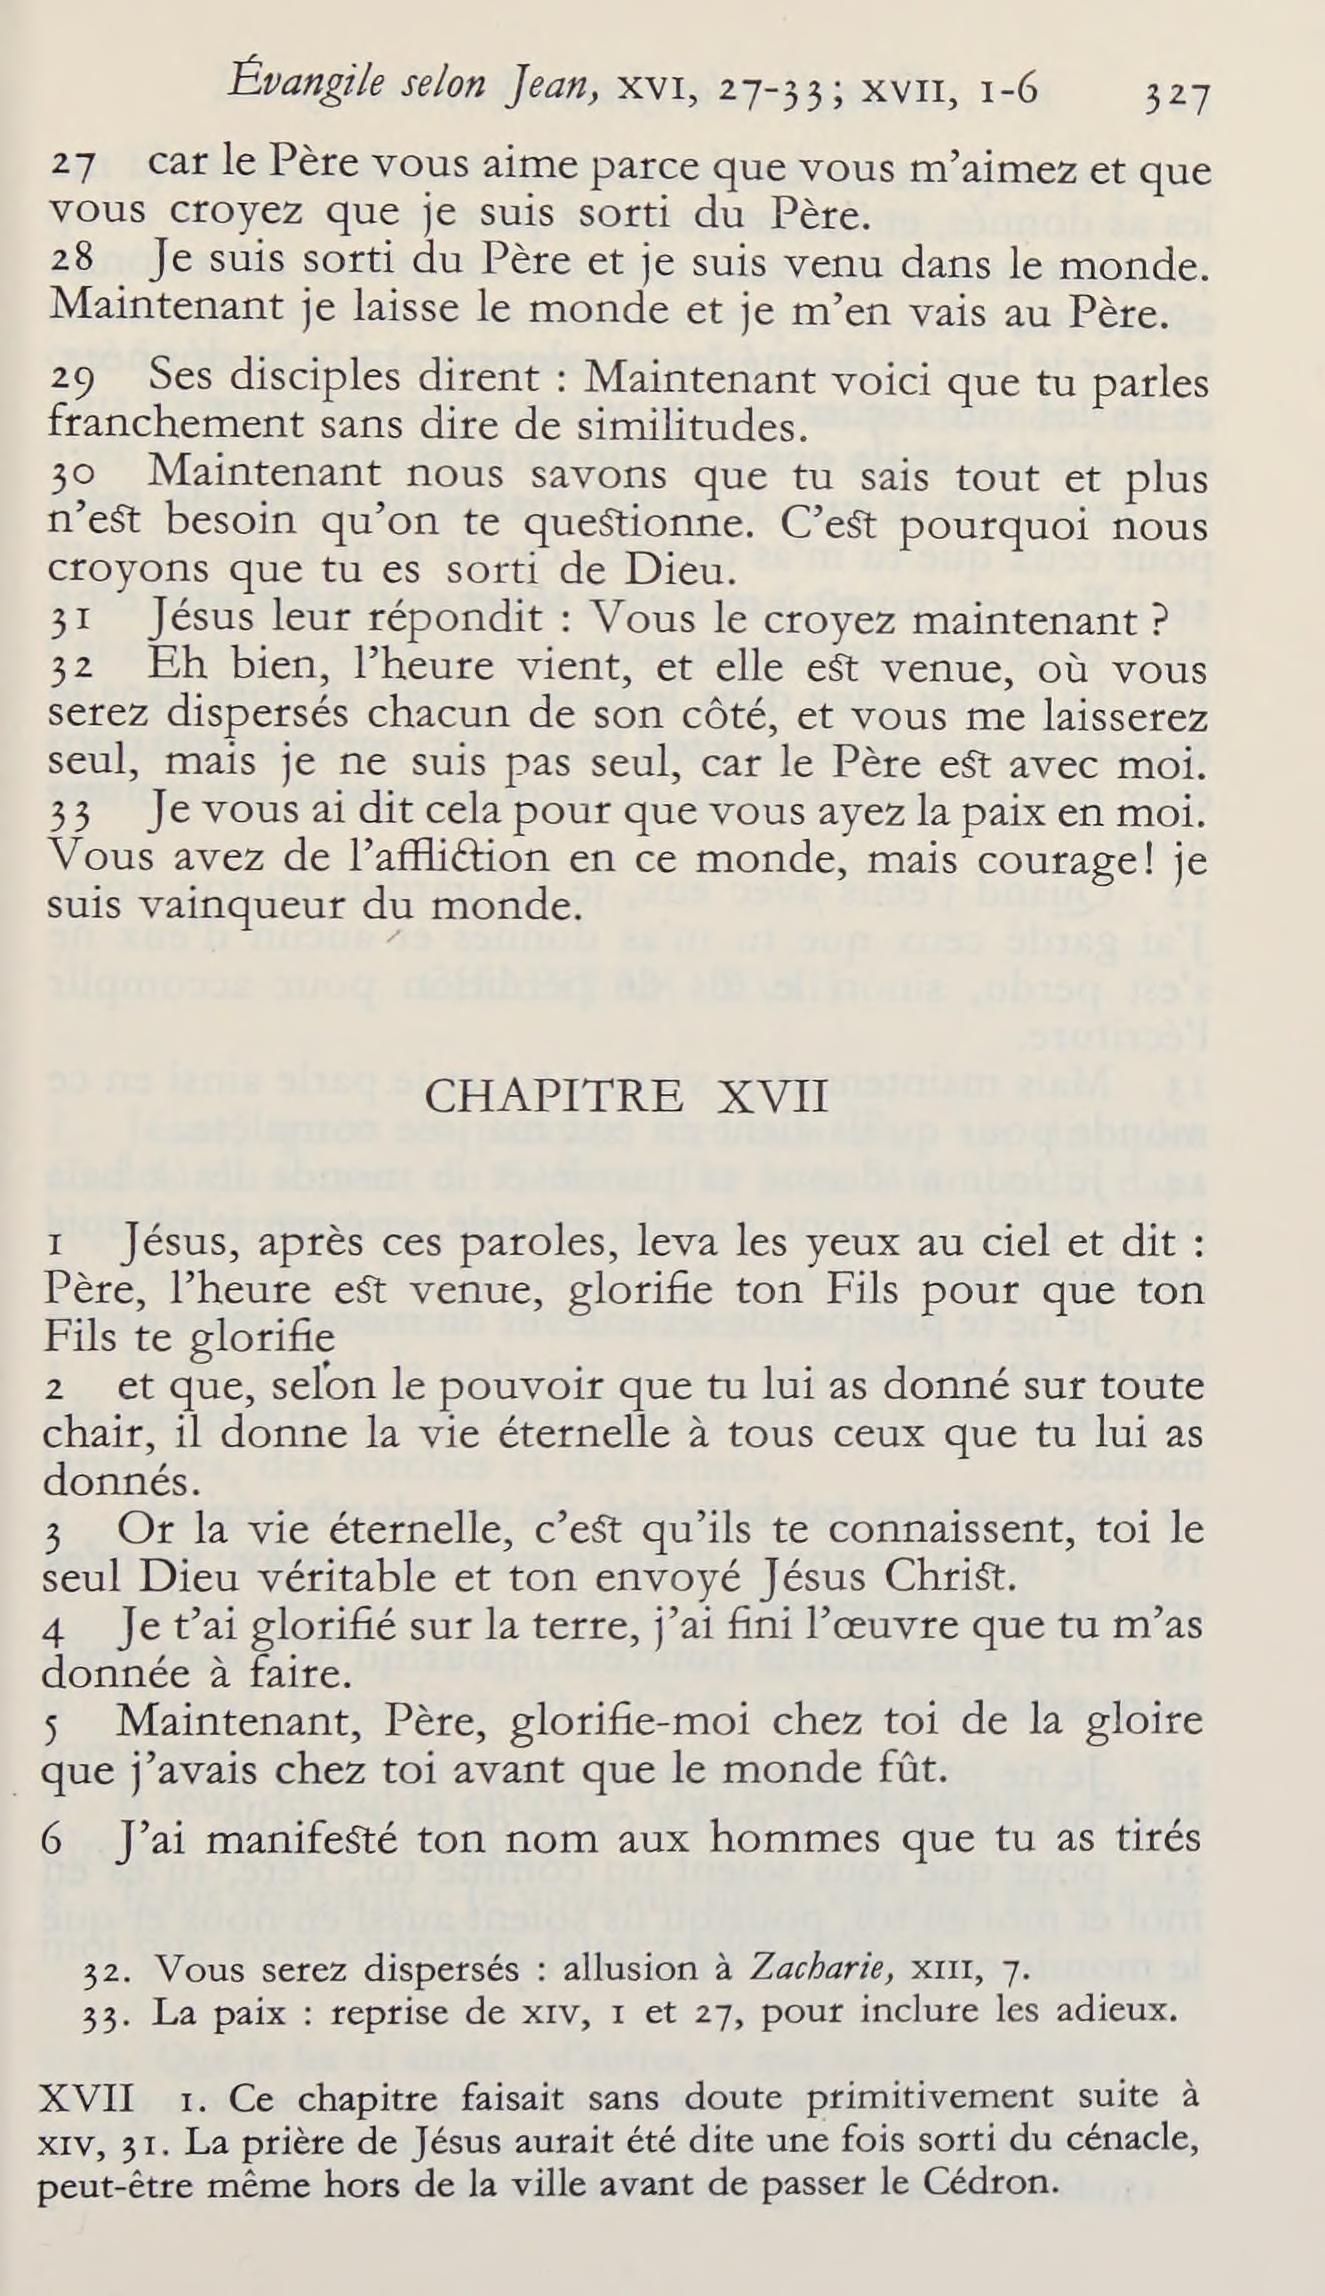 Évangile selon Jean, XVI, 27-33; XVII, 1-6 327
27 car le Père vous aime parce que vous m’aimez et que
vous croyez que je suis sorti du Père.
28 Je suis sorti du Père et je suis venu dans le monde.
Maintenant je laisse le monde et je m’en vais au Père.
29 Ses disciples dirent : Maintenant voici que tu parles
franchement sans dire de similitudes.
30 Maintenant nous savons que tu sais tout et plus
n’est besoin qu’on te questionne. C’est pourquoi nous
croyons que tu es sorti de Dieu.
31 Jésus leur répondit : Vous le croyez maintenant ?
32 Eh bien, l’heure vient, et elle est venue, où vous
serez dispersés chacun de son côté, et vous me laisserez
seul, mais je ne suis pas seul, car le Père est avec moi.
33 Je vous ai dit cela pour que vous ayez la paix en moi.
Vous avez de l’affliction en ce monde, mais courage! je
suis vainqueur du monde.
CHAPITRE XVII
1 Jésus, après ces paroles, leva les yeux au ciel et dit :
Père, l’heure est venue, glorifie ton Fils pour que ton
Fils te glorifie
2 et que, selon le pouvoir que tu lui as donné sur toute
chair, il donne la vie éternelle à tous ceux que tu lui as
donnés.
3 Or la vie éternelle, c’est qu’ils te connaissent, toi le
seul Dieu véritable et ton envoyé Jésus Christ.
4 Je t’ai glorifié sur la terre, j’ai fini l’œuvre que tu m’as
donnée à faire.
5 Maintenant, Père, glorifie-moi chez toi de la gloire
que j’avais chez toi avant que le monde fût.
6 J’ai manifesté ton nom aux hommes que tu as tirés
32. Vous serez dispersés : allusion à Zacharie, XIII, 7.
33. La paix : reprise de XIV, 1 et 27, pour inclure les adieux.
XVII 1. Ce chapitre faisait sans doute primitivement suite à
XIV, 31. La prière de Jésus aurait été dite une fois sorti du cénacle,
peut-être même hors de la ville avant de passer le Cédron.